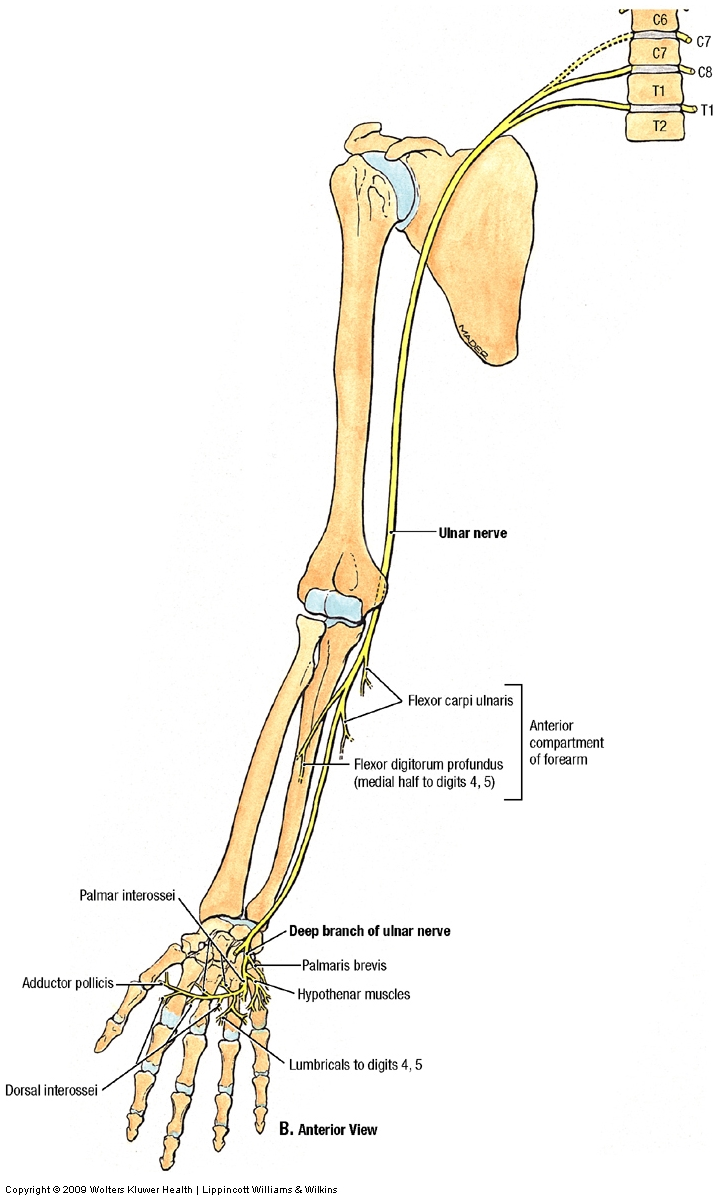 C6
C7
C7
C8
T1
T1
T2
MADER
Ulnar nerve
Flexor carpi ulnaris
Anterior
compartment
of forearm
Flexor digitorum profundus
(medial half to digits 4, 5)
Palmar interossei
Deep branch of ulnar nerve
Palmaris brevis
Adductor pollicis
Hypothenar muscles
Lumbricals to digits 4, 5
Dorsal interossei
B. Anterior View
Copyright © 2009 Wolters Kluwer Health | Lippincott Williams & Wilkins